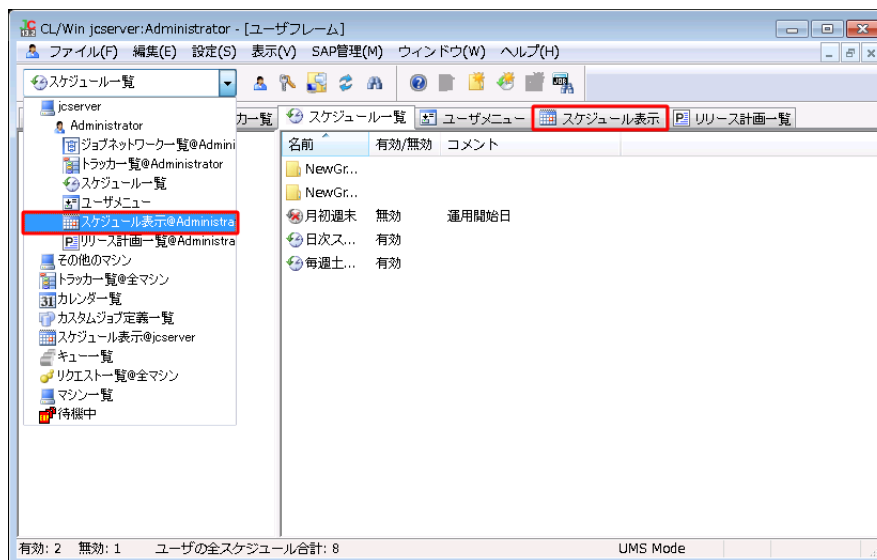 CL/Win jcserver:Administrator - [ユーザフレーム]
ファイル(F) 編集(E) 設定(S) 表示(V) SAP管理(M) ウィンドウ(W) ヘルプ(H)
スケジュール一覧
カー覧 スケジュール一覧 ユーザメニュー スケジュール表示 リリース計画一覧
jcserver
Administrator
ジョブネットワーク一覧@Admini
トラッカ一覧@Administrator
スケジュール一覧
ユーザメニュー
スケジュール表示@Administra
リリース計画一覧@Administra
その他のマシン
トラッカ一覧@全マシン
31 カレンダ一覧
カスタムジョブ定義一覧
スケジュール表示@jcserver
キュー一覧
リクエスト一覧@全マシン
マシン一覧
待機中
名前 有効/無効 コメント
NewGr...
NewGr...
月初週末 無効 運用開始日
日次ス... 有効
毎週土... 有効
有効: 2 無効: 1 ユーザの全スケジュール合計: 8 UMS Mode